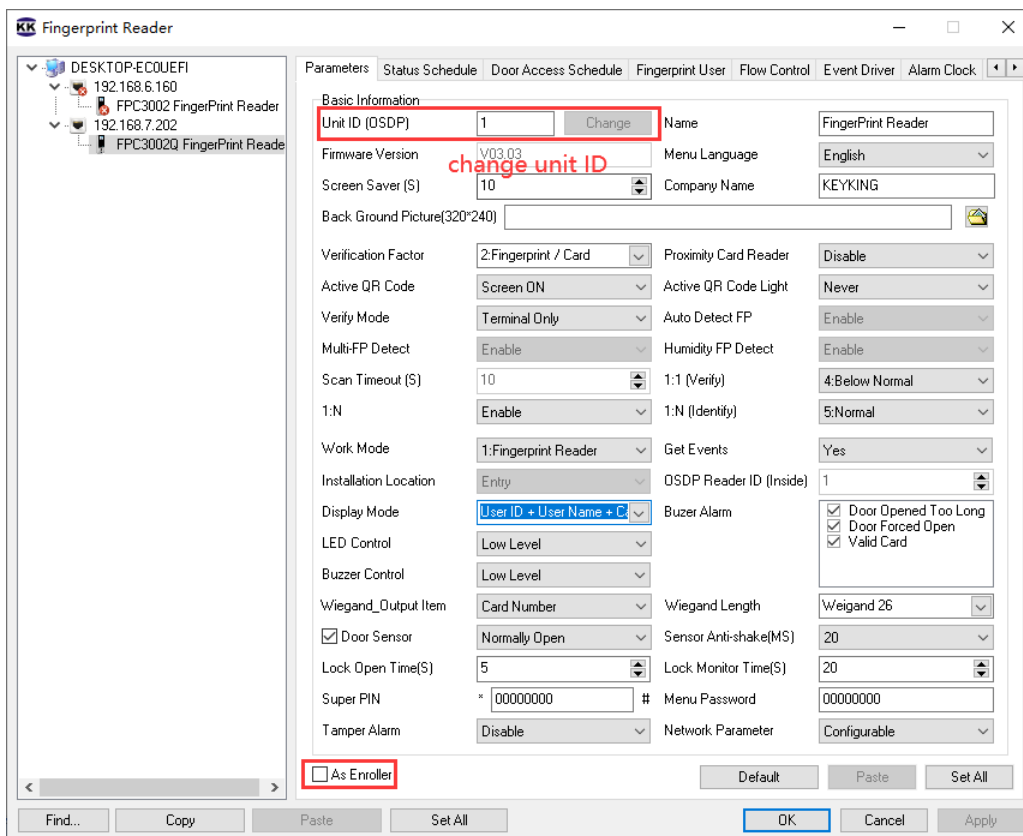 KK Fingerprint Reader
DESKTOP-EC0UEFI
192.168.6.160
FPC3002 FingerPrint Reader
192.168.7.202
FPC3002Q FingerPrint Reade
Parameters Status Schedule Door Access Schedule Fingerprint User Flow Control Event Driver Alarm Clock
Basic Information
Unit ID (OSDP) 1 Change Name FingerPrint Reader
Firmware Version V03.03 Menu Language English
change unit ID
Screen Saver (S) 10 Company Name KEYKING
Back Ground Picture(320*240)
Verification Factor 2:Fingerprint / Card Proximity Card Reader Disable
Active QR Code Screen ON Active QR Code Light Never
Verify Mode Terminal Only Auto Detect FP Enable
Multi-FP Detect Enable Humidity FP Detect Enable
Scan Timeout (S) 10 1:1 (Verify) 4:Below Normal
1:N Enable 1:N (Identify) 5:Normal
Work Mode 1:Fingerprint Reader Get Events Yes
Installation Location Entry OSDP Reader ID (Inside) 1
Display Mode User ID + User Name + Ca Buzer Alarm Door Opened Too Long
Door Forced Open
Valid Card
LED Control Low Level
Buzzer Control Low Level
Wiegand_Output Item Card Number Wiegand Length Weigand 26
Door Sensor Normally Open Sensor Anti-shake(MS) 20
Lock Open Time(S) 5 Lock Monitor Time(S) 20
Super PIN * 00000000 # Menu Password 00000000
Tamper Alarm Disable Network Parameter Configurable
As Enroller Default Paste Set All
Find... Copy Paste Set All OK Cancel Apply